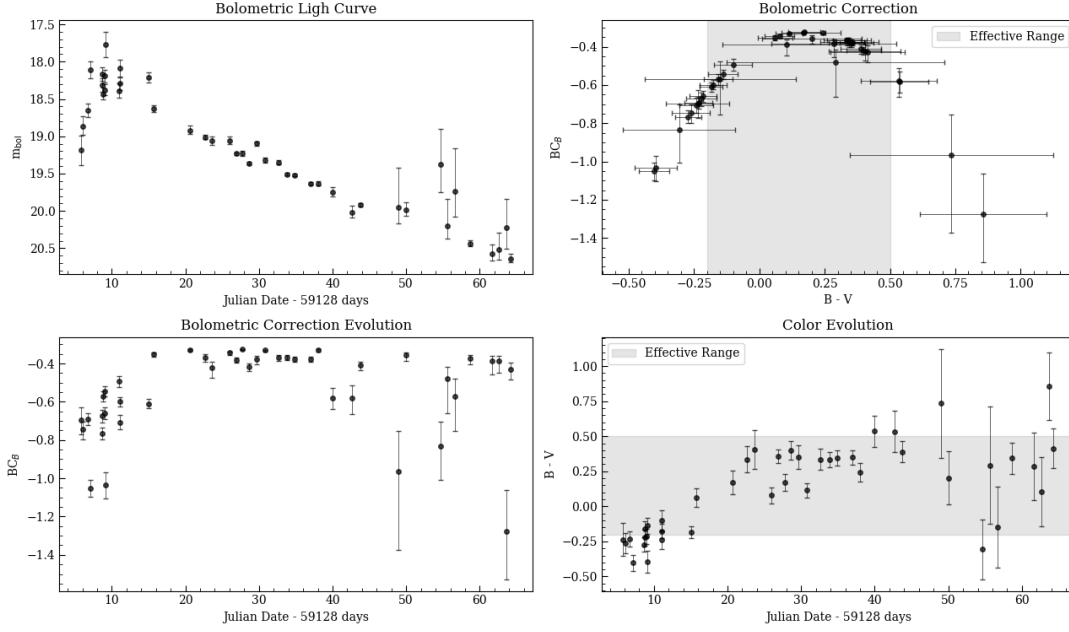 Bolometric Ligh Curve
17.5
18.0
18.5
19.0
19.5
20.0
20.5
m_bol
10 20 30 40 50 60
Julian Date - 59128 days
Bolometric Correction
Effective Range
−0.4
−0.6
−0.8
−1.0
−1.2
−1.4
BC_B
−0.50 −0.25 0.00 0.25 0.50 0.75 1.00
B - V
Bolometric Correction Evolution
−0.4
−0.6
−0.8
−1.0
−1.2
−1.4
BC_B
10 20 30 40 50 60
Julian Date - 59128 days
Color Evolution
Effective Range
1.00
0.75
0.50
0.25
0.00
−0.25
−0.50
B - V
10 20 30 40 50 60
Julian Date - 59128 days